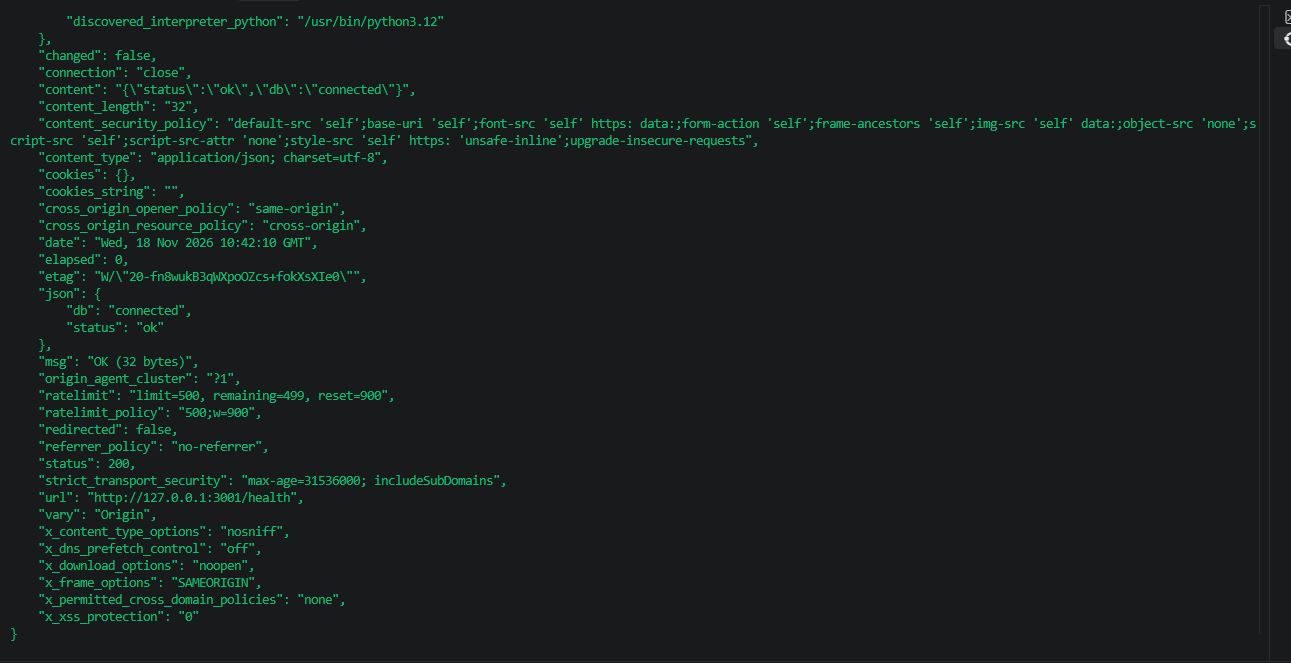 "discovered_interpreter_python": "/usr/bin/python3.12"
    },
    "changed": false,
    "connection": "close",
    "content": "{\"status\":\"ok\",\"db\":\"connected\"}",
    "content_length": "32",
    "content_security_policy": "default-src 'self';base-uri 'self';font-src 'self' https: data:;form-action 'self';frame-ancestors 'self';img-src 'self' data:;object-src 'none';s
cript-src 'self';script-src-attr 'none';style-src 'self' https: 'unsafe-inline';upgrade-insecure-requests",
    "content_type": "application/json; charset=utf-8",
    "cookies": {},
    "cookies_string": "",
    "cross_origin_opener_policy": "same-origin",
    "cross_origin_resource_policy": "cross-origin",
    "date": "Wed, 18 Nov 2026 10:42:10 GMT",
    "elapsed": 0,
    "etag": "W/\"20-fn8wukB3qWXpoOZcs+fokXsXIe0\"",
    "json": {
        "db": "connected",
        "status": "ok"
    },
    "msg": "OK (32 bytes)",
    "origin_agent_cluster": "?1",
    "ratelimit": "limit=500, remaining=499, reset=900",
    "ratelimit_policy": "500;w=900",
    "redirected": false,
    "referrer_policy": "no-referrer",
    "status": 200,
    "strict_transport_security": "max-age=31536000; includeSubDomains",
    "url": "http://127.0.0.1:3001/health",
    "vary": "Origin",
    "x_content_type_options": "nosniff",
    "x_dns_prefetch_control": "off",
    "x_download_options": "noopen",
    "x_frame_options": "SAMEORIGIN",
    "x_permitted_cross_domain_policies": "none",
    "x_xss_protection": "0"
}